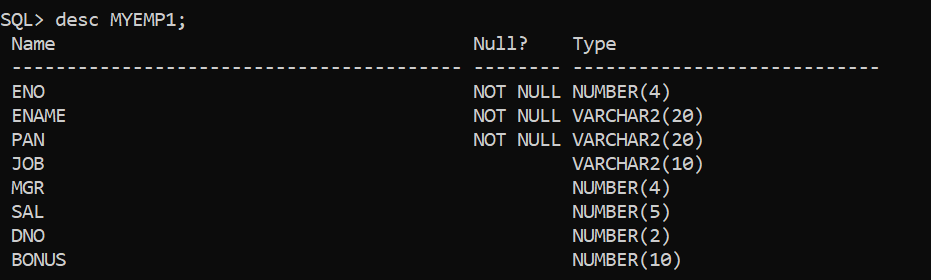 SQL> desc MYEMP1;
Name Null? Type
----------------------------------------- -------- ----------------------------
ENO NOT NULL NUMBER(4)
ENAME NOT NULL VARCHAR2(20)
PAN NOT NULL VARCHAR2(20)
JOB VARCHAR2(10)
MGR NUMBER(4)
SAL NUMBER(5)
DNO NUMBER(2)
BONUS NUMBER(10)